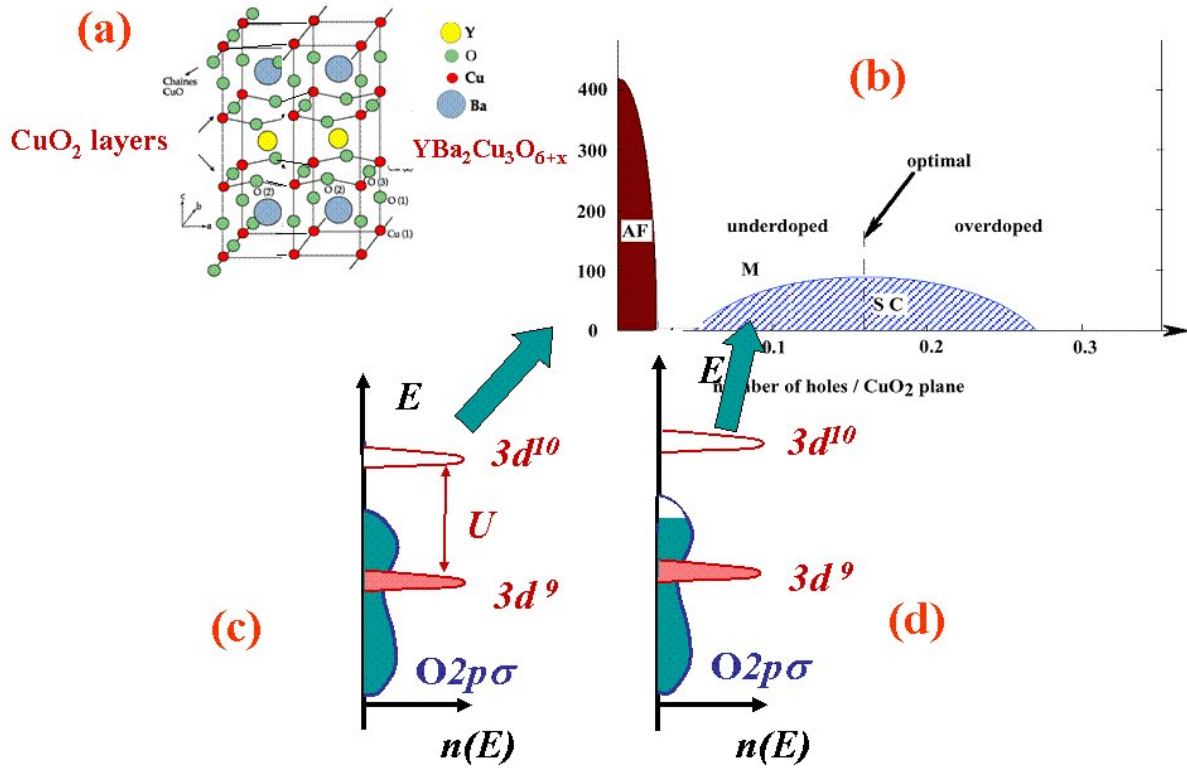 (a)
Y
O
Cu
Ba
Chaines
CuO
CuO₂ layers
YBa₂Cu₃O₆₊ₓ
O (2)
O (2)
O (3)
O (1)
Cu (1)
c
b
a
(b)
400
300
200
100
0
AF
optimal
underdoped
overdoped
M
S C
0.1
0.2
0.3
number of holes / CuO₂ plane
E
3d¹⁰
U
3d⁹
(c)
O2pσ
n(E)
E
3d¹⁰
3d⁹
(d)
O2pσ
n(E)